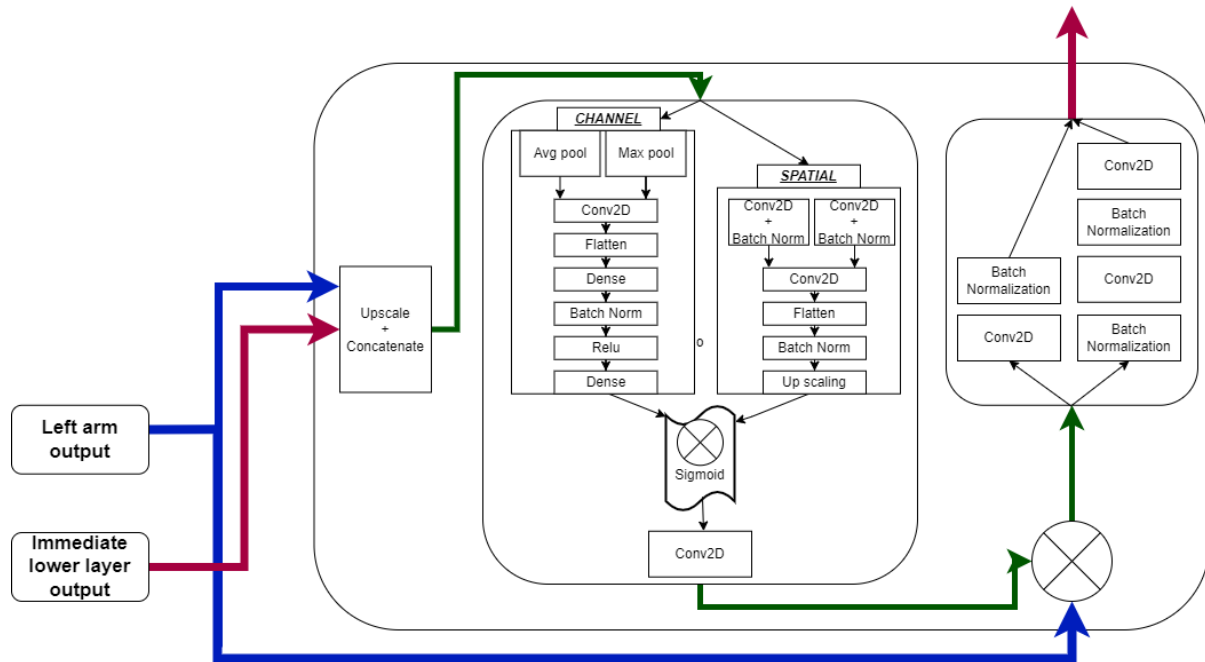 CHANNEL
Avg pool
Max pool
Conv2D
Flatten
Dense
Batch Norm
Relu
Dense
SPATIAL
Conv2D
+
Batch Norm
Conv2D
+
Batch Norm
Conv2D
Flatten
Batch Norm
Up scaling
o
Sigmoid
Conv2D
Upscale
+
Concatenate
Left arm
output
Immediate
lower layer
output
Batch
Normalization
Conv2D
Conv2D
Batch
Normalization
Conv2D
Batch
Normalization